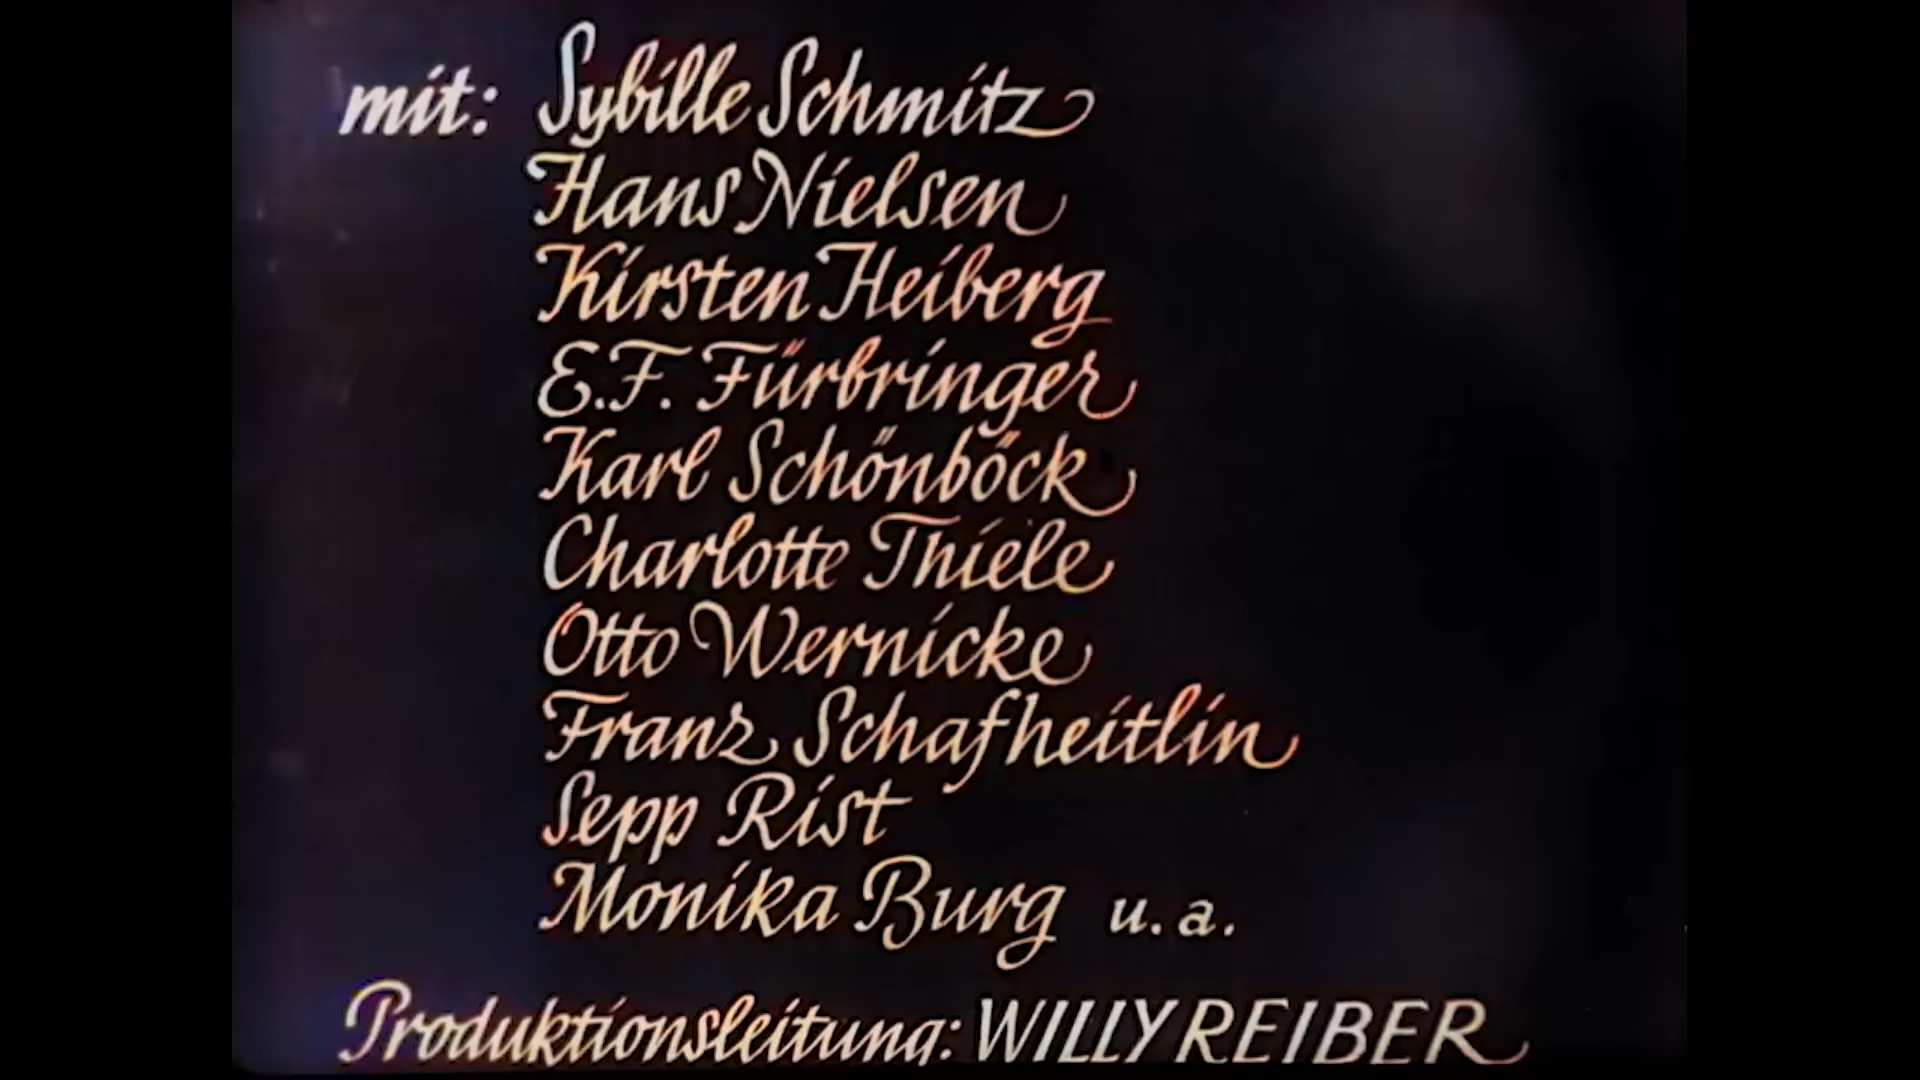 mit: Sybille Schmitz
Hans Nielsen
Kirsten Heiberg
E.F. Fürbringer
Karl Schönböck
Charlotte Thiele
Otto Wernicke
Franz Schafheitlin
Sepp Rist
Monika Burg u.a.
Produktionsleitung: WILLY REIBER